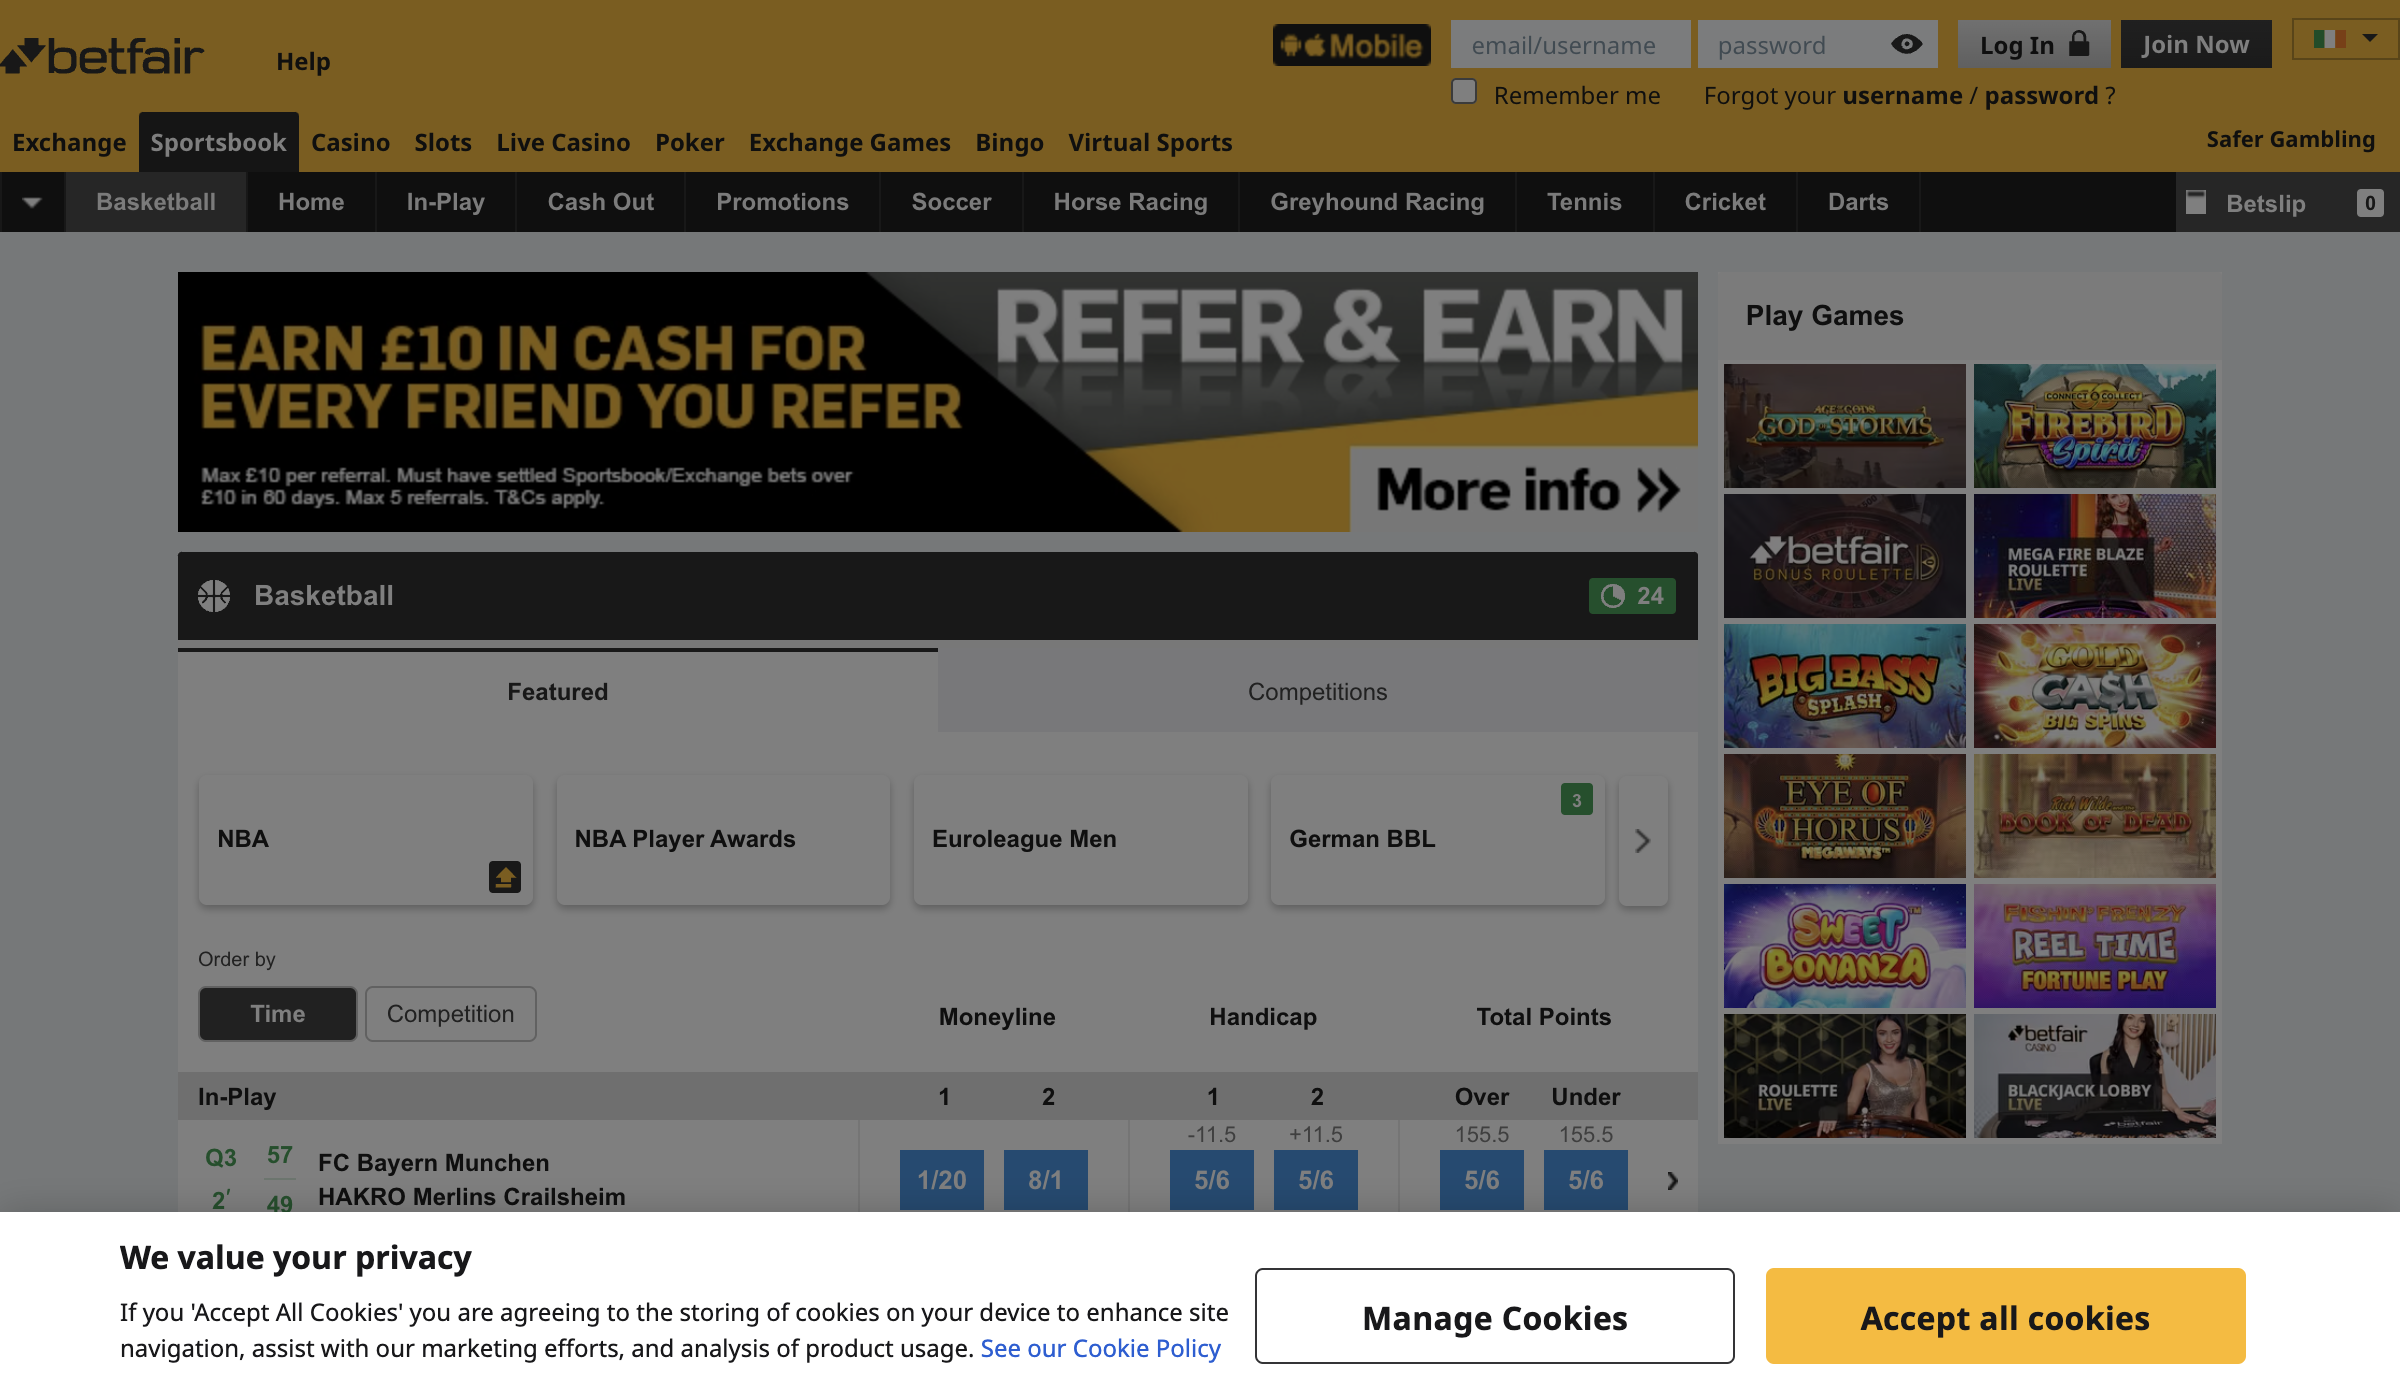 betfair
Help
Mobile
email/username
password
Log In
Join Now
Remember me
Forgot your username / password ?
Exchange
Sportsbook
Casino
Slots
Live Casino
Poker
Exchange Games
Bingo
Virtual Sports
Safer Gambling
Basketball
Home
In-Play
Cash Out
Promotions
Soccer
Horse Racing
Greyhound Racing
Tennis
Cricket
Darts
Betslip
0
EARN £10 IN CASH FOR
EVERY FRIEND YOU REFER
Max £10 per referral. Must have settled Sportsbook/Exchange bets over
£10 in 60 days. Max 5 referrals. T&Cs apply.
REFER & EARN
More info
Basketball
24
Featured
Competitions
NBA
NBA Player Awards
Euroleague Men
German BBL
3
Order by
Time
Competition
Moneyline
Handicap
Total Points
In-Play
1
2
1
2
Over
Under
-11.5
+11.5
155.5
155.5
Q3
57
FC Bayern Munchen
2'
49
HAKRO Merlins Crailsheim
1/20
8/1
5/6
5/6
5/6
5/6
Play Games
AGE OF THE GODS
GOD OF STORMS
CONNECT & COLLECT
FIREBIRD
Spirit
betfair
BONUS ROULETTE
MEGA FIRE BLAZE
ROULETTE
LIVE
BIG BASS
SPLASH
GOLD
CASH
BIG SPINS
EYE OF
HORUS
MEGAWAYS™
Rich Wilde
BOOK OF DEAD
SWEET™
BONANZA
FISHIN' FRENZY
REEL TIME
FORTUNE PLAY
ROULETTE
LIVE
betfair
CASINO
BLACKJACK LOBBY
LIVE
We value your privacy
If you 'Accept All Cookies' you are agreeing to the storing of cookies on your device to enhance site
navigation, assist with our marketing efforts, and analysis of product usage. See our Cookie Policy
Manage Cookies
Accept all cookies